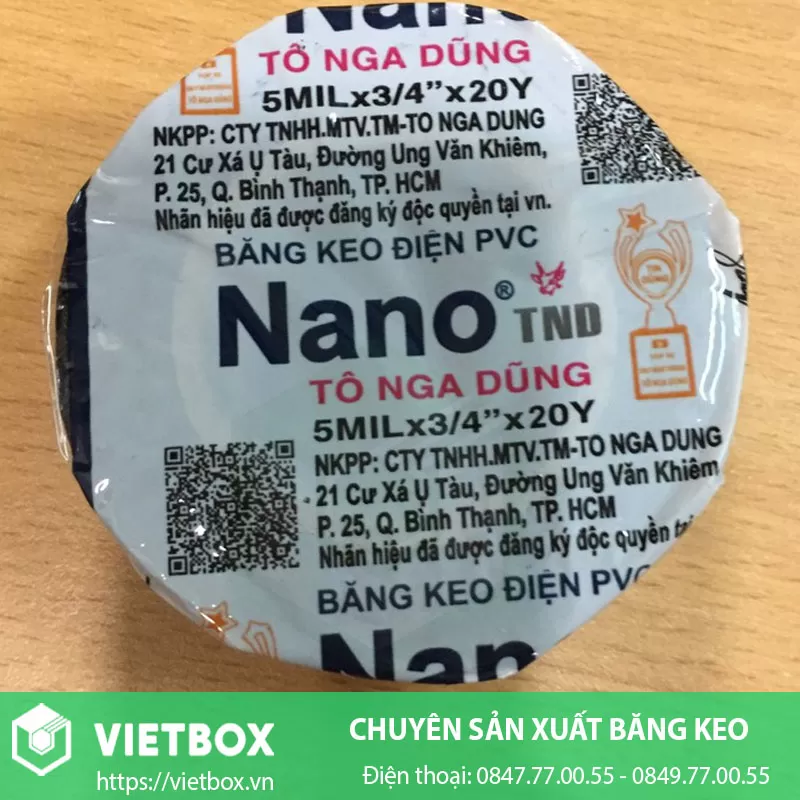 Nano
TÔ NGA DŨNG
5MILx3/4"x20Y
NKPP: CTY TNHH.MTV.TM-TO NGA DUNG
21 Cư Xá Ụ Tàu, Đường Ung Văn Khiêm,
P. 25, Q. Bình Thạnh, TP. HCM
Nhãn hiệu đã được đăng ký độc quyền tại vn.
BĂNG KEO ĐIỆN PVC
Nano® TND
TÔ NGA DŨNG
5MILx3/4"x20Y
NKPP: CTY TNHH.MTV.TM-TO NGA DUNG
21 Cư Xá Ụ Tàu, Đường Ung Văn Khiêm
P. 25, Q. Bình Thạnh, TP. HCM
Nhãn hiệu đã được đăng ký độc quyền tại
BĂNG KEO ĐIỆN PVC
Nan
VIETBOX
https://vietbox.vn
CHUYÊN SẢN XUẤT BĂNG KEO
Điện thoại: 0847.77.00.55 - 0849.77.00.55